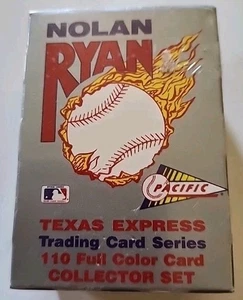 NOLAN
RYAN
PACIFIC
TEXAS EXPRESS
Trading Card Series
110 Full Color Card
COLLECTOR SET